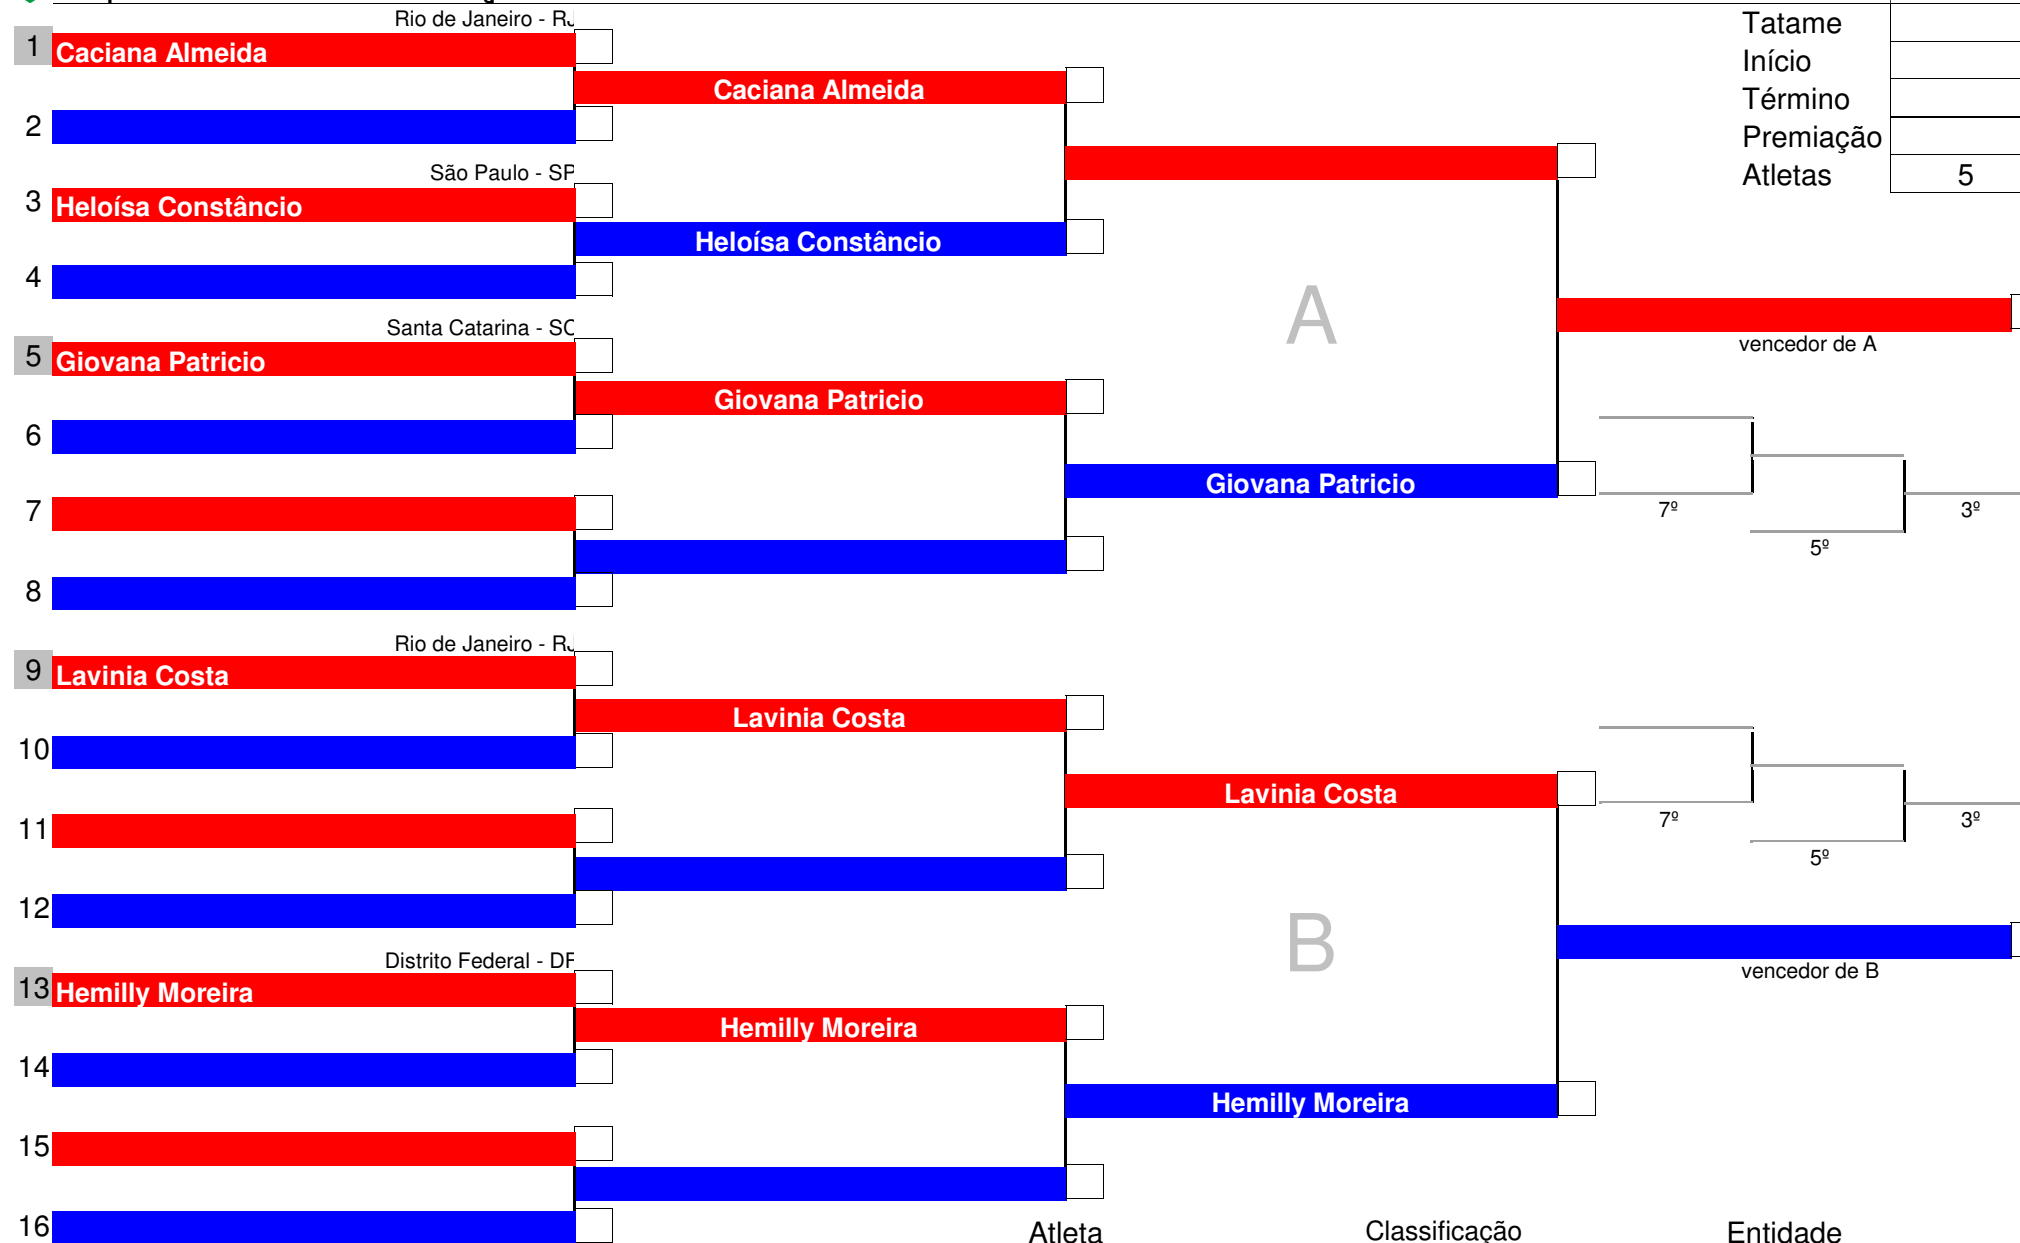 Rio de Janeiro - RJ
Tatame
1 Caciana Almeida
Início
Caciana Almeida
Término
2
Premiação
São Paulo - SP
Atletas 5
3 Heloísa Constâncio
Heloísa Constâncio
4
A
Santa Catarina - SC
vencedor de A
5 Giovana Patricio
Giovana Patricio
6
Giovana Patricio
7
7º 3º
5º
8
Rio de Janeiro - RJ
9 Lavinia Costa
Lavinia Costa
10
Lavinia Costa
11
7º 3º
5º
12
B
Distrito Federal - DF
vencedor de B
13 Hemilly Moreira
Hemilly Moreira
14
Hemilly Moreira
15
16
Atleta Classificação Entidade